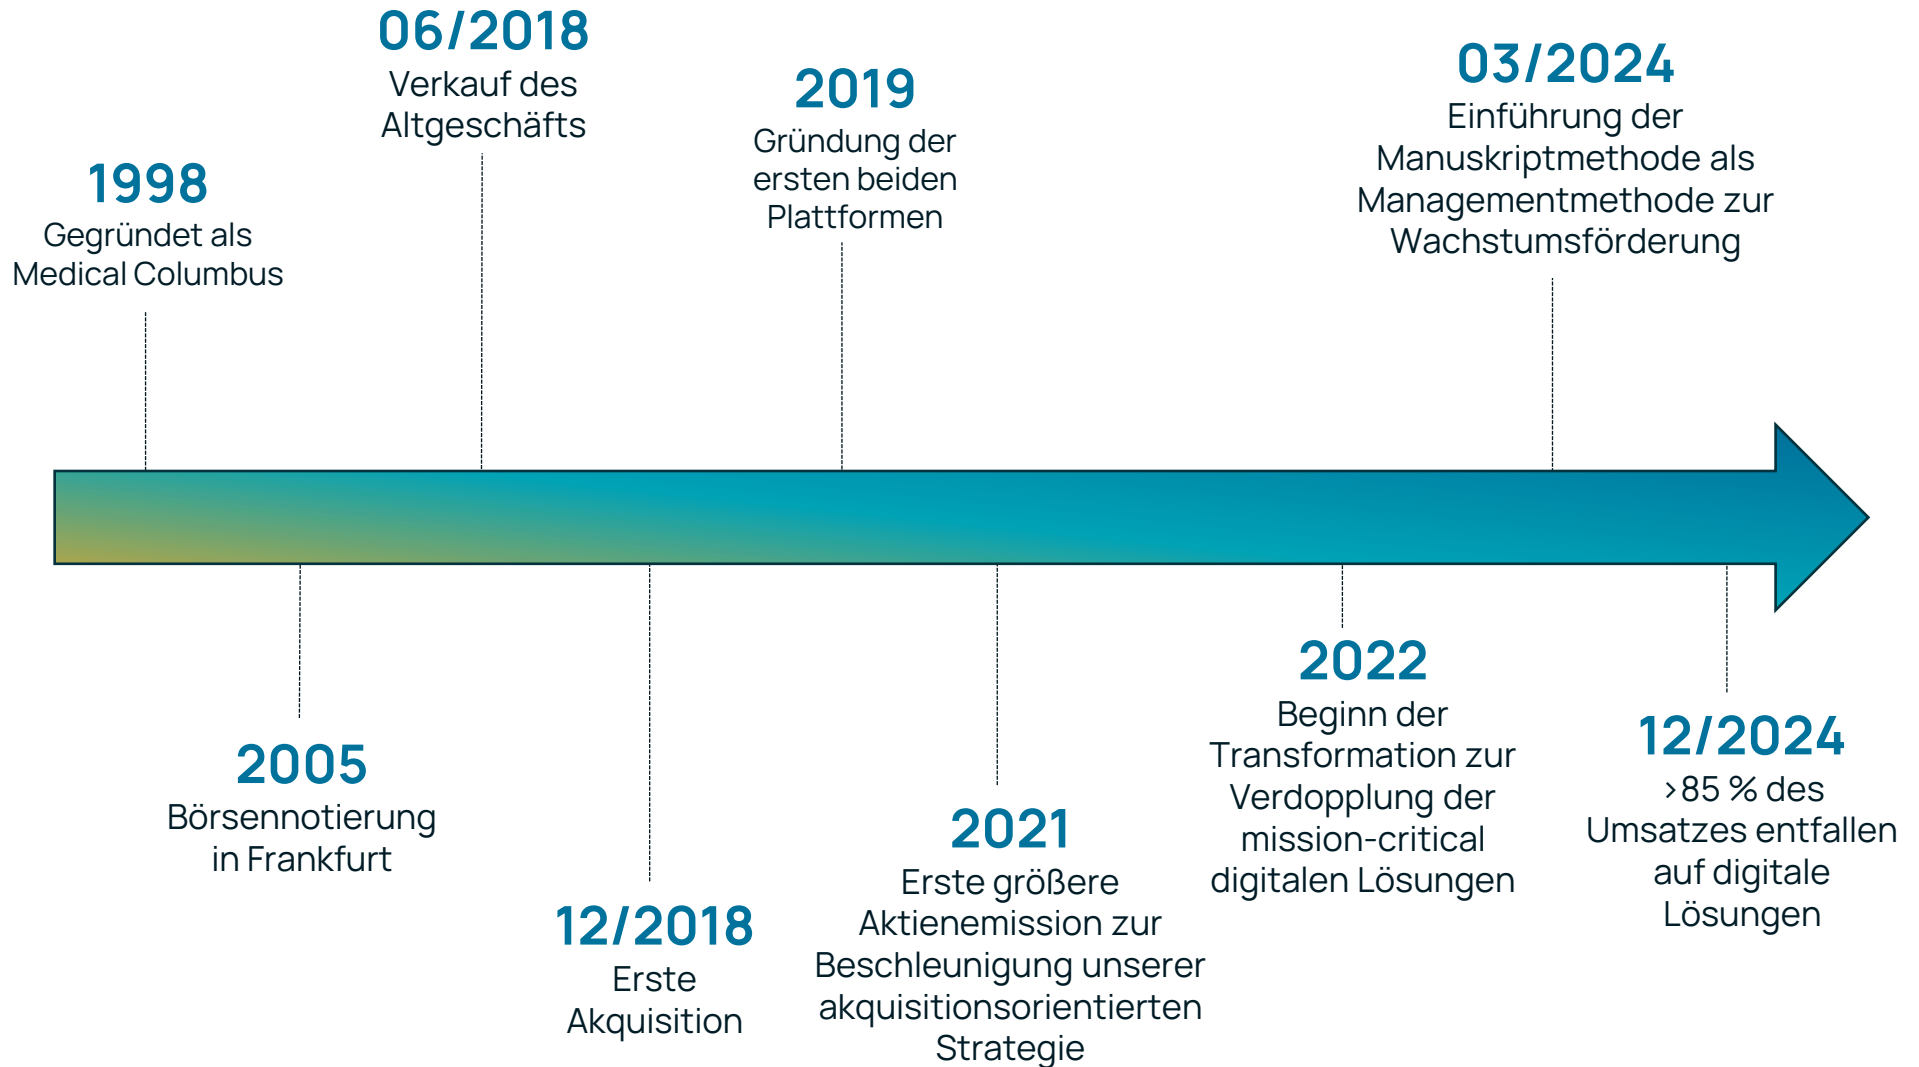 1998
Gegründet als
Medical Columbus
2005
Börsennotierung
in Frankfurt
06/2018
Verkauf des
Altgeschäfts
12/2018
Erste
Akquisition
2019
Gründung der
ersten beiden
Plattformen
2021
Erste größere
Aktienemission zur
Beschleunigung unserer
akquisitionsorientierten
Strategie
2022
Beginn der
Transformation zur
Verdopplung der
mission-critical
digitalen Lösungen
03/2024
Einführung der
Manuskriptmethode als
Managementmethode zur
Wachstumsförderung
12/2024
>85 % des
Umsatzes entfallen
auf digitale
Lösungen